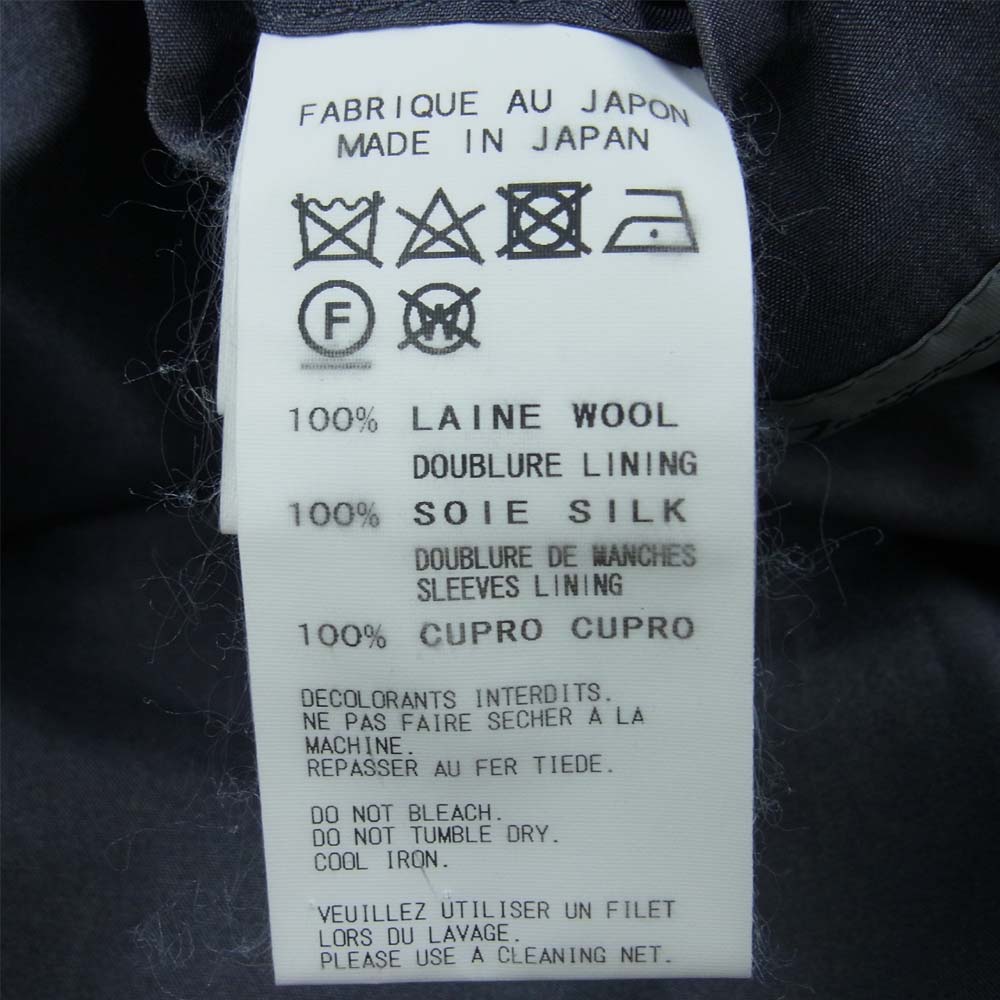 FABRIQUE AU JAPON
MADE IN JAPAN
F W
100% LAINE WOOL
DOUBLURE LINING
100% SOIE SILK
DOUBLURE DE MANCHES
SLEEVES LINING
100% CUPRO CUPRO
DECOLORANTS INTERDITS.
NE PAS FAIRE SECHER A LA
MACHINE.
REPASSER AU FER TIEDE.
DO NOT BLEACH.
DO NOT TUMBLE DRY.
COOL IRON.
VEUILLEZ UTILISER UN FILET
LORS DU LAVAGE.
PLEASE USE A CLEANING NET.